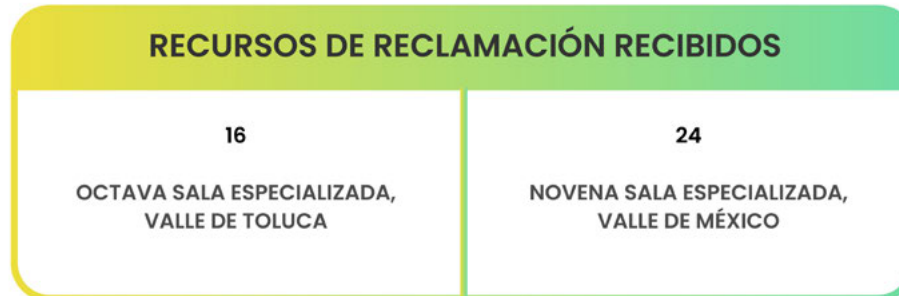 RECURSOS DE RECLAMACIÓN RECIBIDOS
16
OCTAVA SALA ESPECIALIZADA,
VALLE DE TOLUCA
24
NOVENA SALA ESPECIALIZADA,
VALLE DE MÉXICO